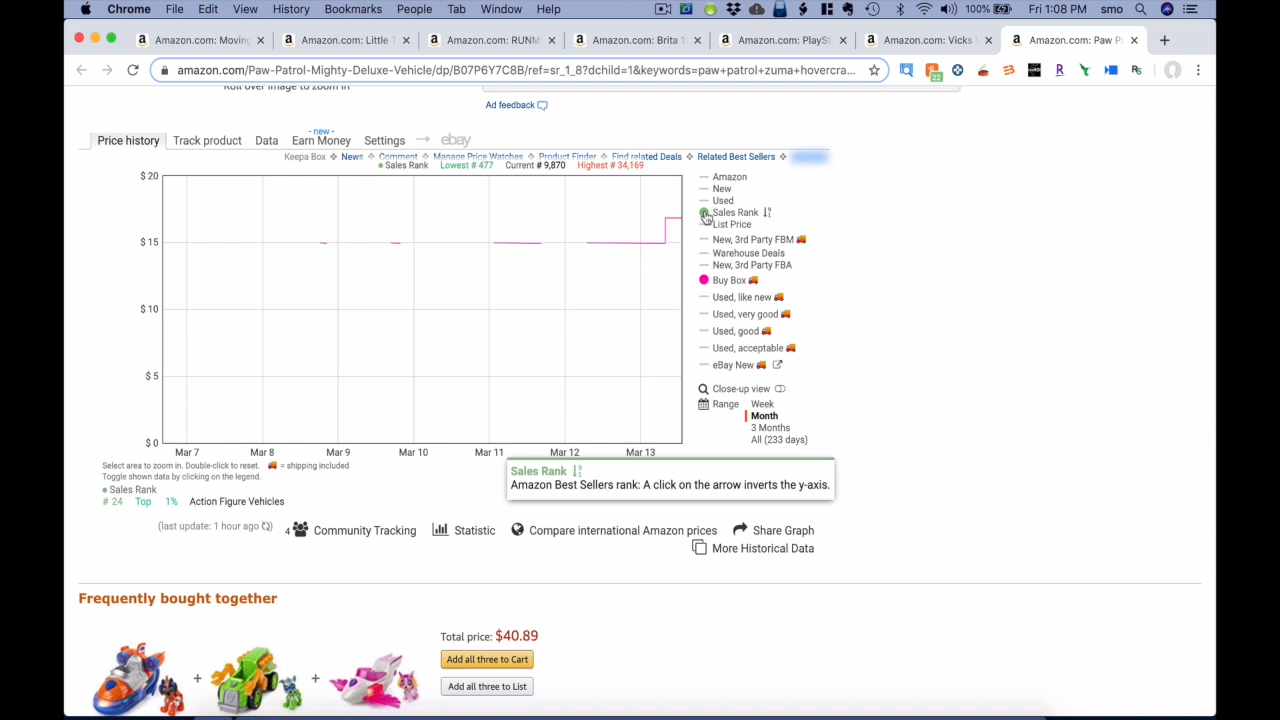 Chrome File Edit View History Bookmarks People Tab Window Help 100% Fri 1:08 PM smo
Amazon.com: Movin Amazon.com: Little T Amazon.com: RUNM Amazon.com: Brita 1 Amazon.com: PlaySt Amazon.com: Vicks Amazon.com: Paw P
amazon.com/Paw-Patrol-Mighty-Deluxe-Vehicle/dp/B07P6Y7C8B/ref=sr_1_8?dchild=1&keywords=paw+patrol+zuma+hovercra...
22
Roll over image to zoom in
Ad feedback
- new -
Price history Track product Data Earn Money Settings ebay
Keepa Box News Comment Manage Price Watches Product Finder Find related Deals Related Best Sellers
Sales Rank Lowest # 477 Current # 9,870 Highest # 34,169
$ 20
$ 15
$ 10
$ 5
$ 0
Mar 7 Mar 8 Mar 9 Mar 10 Mar 11 Mar 12 Mar 13
Amazon
New
Used
Sales Rank
List Price
New, 3rd Party FBM
Warehouse Deals
New, 3rd Party FBA
Buy Box
Used, like new
Used, very good
Used, good
Used, acceptable
eBay New
Close-up view
Range Week
Month
3 Months
All (233 days)
Select area to zoom in. Double-click to reset. = shipping included
Toggle shown data by clicking on the legend.
Sales Rank
# 24 Top 1% Action Figure Vehicles
Sales Rank
Amazon Best Sellers rank: A click on the arrow inverts the y-axis.
(last update: 1 hour ago) 4 Community Tracking Statistic Compare international Amazon prices Share Graph
More Historical Data
Frequently bought together
Total price: $40.89
Add all three to Cart
Add all three to List